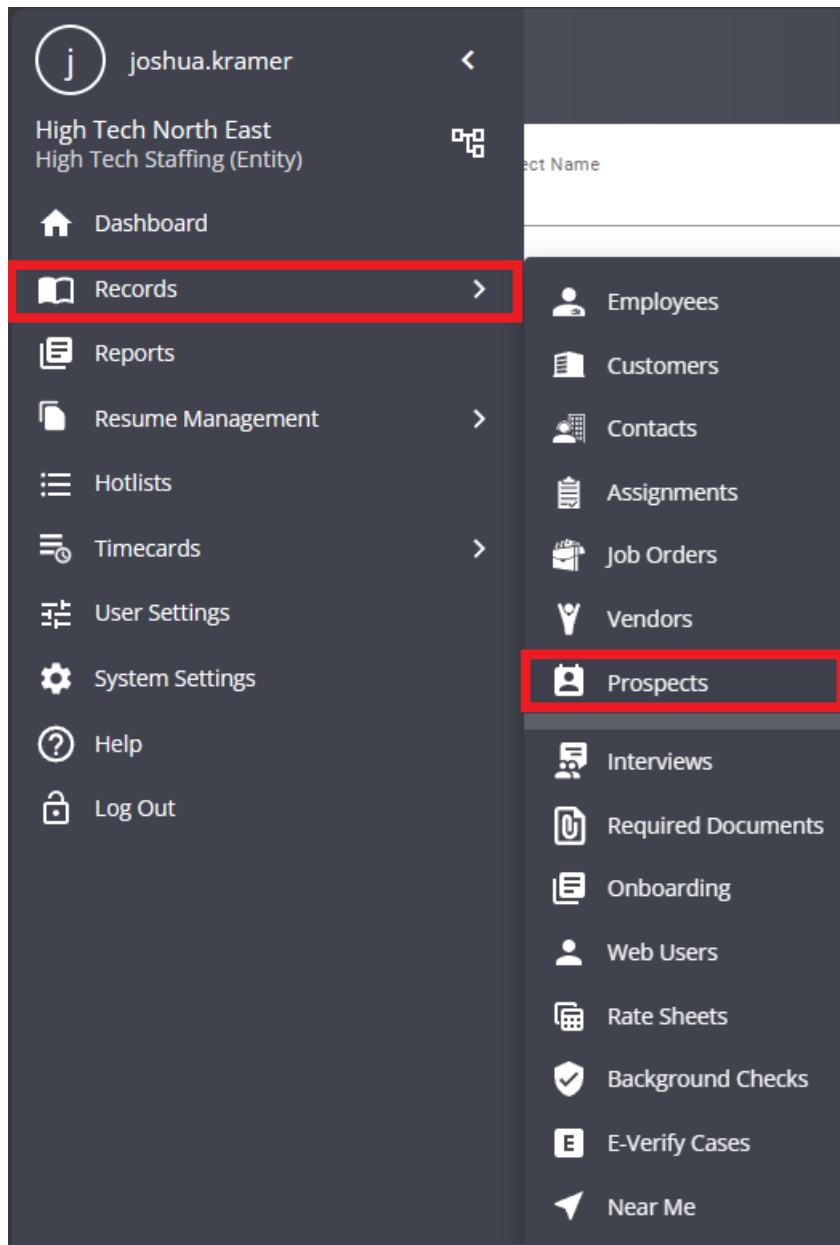 j
joshua.kramer
High Tech North East
High Tech Staffing (Entity)
Dashboard
Records
Reports
Resume Management
Hotlists
Timecards
User Settings
System Settings
Help
Log Out
ect Name
Employees
Customers
Contacts
Assignments
Job Orders
Vendors
Prospects
Interviews
Required Documents
Onboarding
Web Users
Rate Sheets
Background Checks
E
E-Verify Cases
Near Me